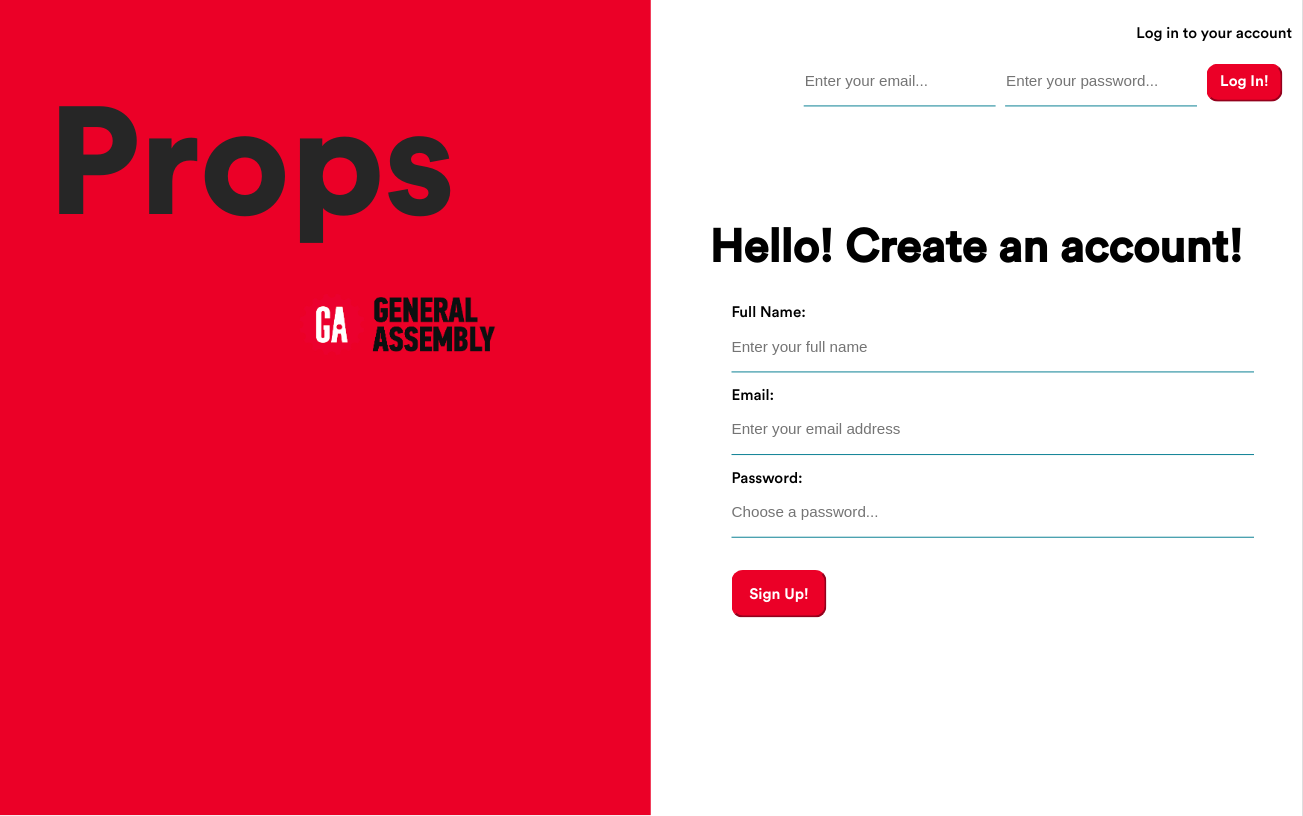 Props
GA
GENERAL
ASSEMBLY
Log in to your account
Enter your email...
Enter your password...
Log In!
Hello! Create an account!
Full Name:
Enter your full name
Email:
Enter your email address
Password:
Choose a password...
Sign Up!